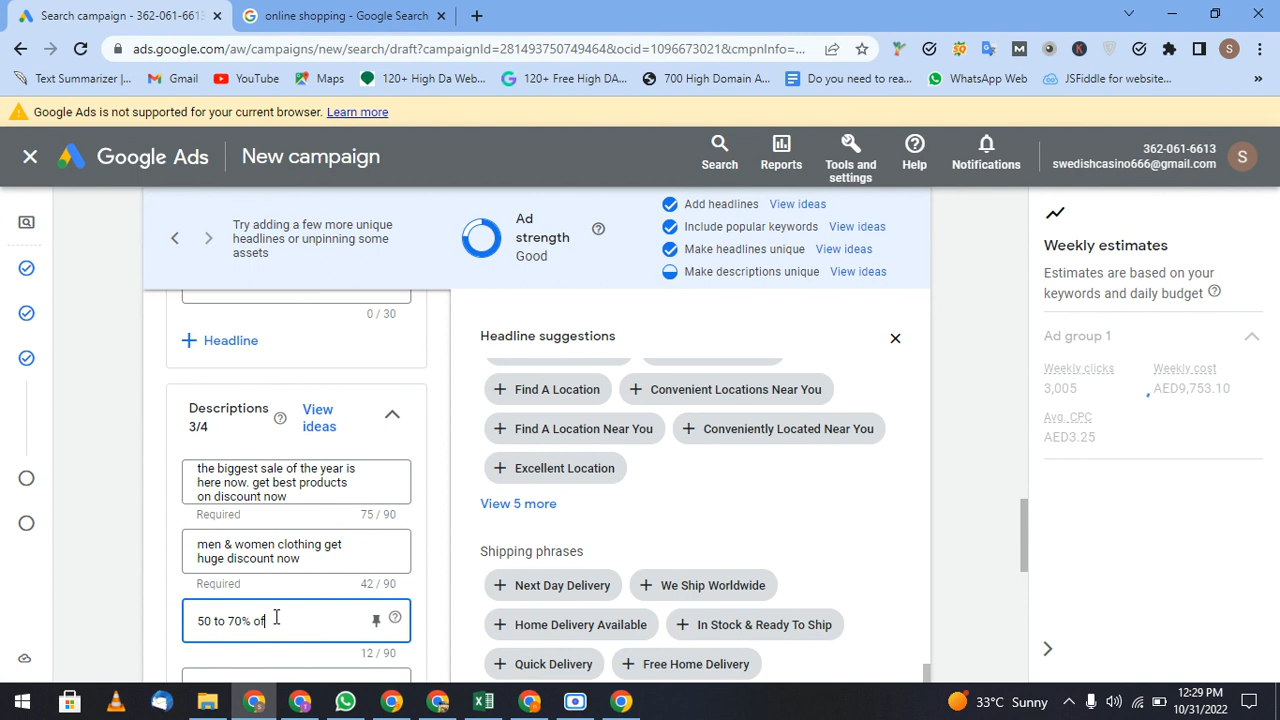 Search campaign - 362-061-6613
online shopping - Google Search
ads.google.com/aw/campaigns/new/search/draft?campaignId=281493750749464&ocid=1096673021&cmpnInfo=...
Text Summarizer |...
Gmail
YouTube
Maps
120+ High Da Web...
120+ Free High DA...
700 High Domain A...
Do you need to rea...
WhatsApp Web
JSFiddle for website...
»
Google Ads is not supported for your current browser. Learn more
Google Ads
New campaign
Search
Reports
Tools and
settings
Help
Notifications
362-061-6613
swedishcasino666@gmail.com
S
Try adding a few more unique
headlines or unpinning some
assets
Ad
strength
Good
Add headlines View ideas
Include popular keywords View ideas
Make headlines unique View ideas
Make descriptions unique View ideas
0 / 30
+ Headline
Descriptions
3/4
View
ideas
the biggest sale of the year is
here now. get best products
on discount now
Required 75 / 90
men & women clothing get
huge discount now
Required 42 / 90
50 to 70% of
12 / 90
Headline suggestions
+ Find A Location
+ Convenient Locations Near You
+ Find A Location Near You
+ Conveniently Located Near You
+ Excellent Location
View 5 more
Shipping phrases
+ Next Day Delivery
+ We Ship Worldwide
+ Home Delivery Available
+ In Stock & Ready To Ship
+ Quick Delivery
+ Free Home Delivery
Weekly estimates
Estimates are based on your
keywords and daily budget
Ad group 1
Weekly clicks
3,005
Weekly cost
AED9,753.10
Avg. CPC
AED3.25
33°C Sunny
12:29 PM
10/31/2022